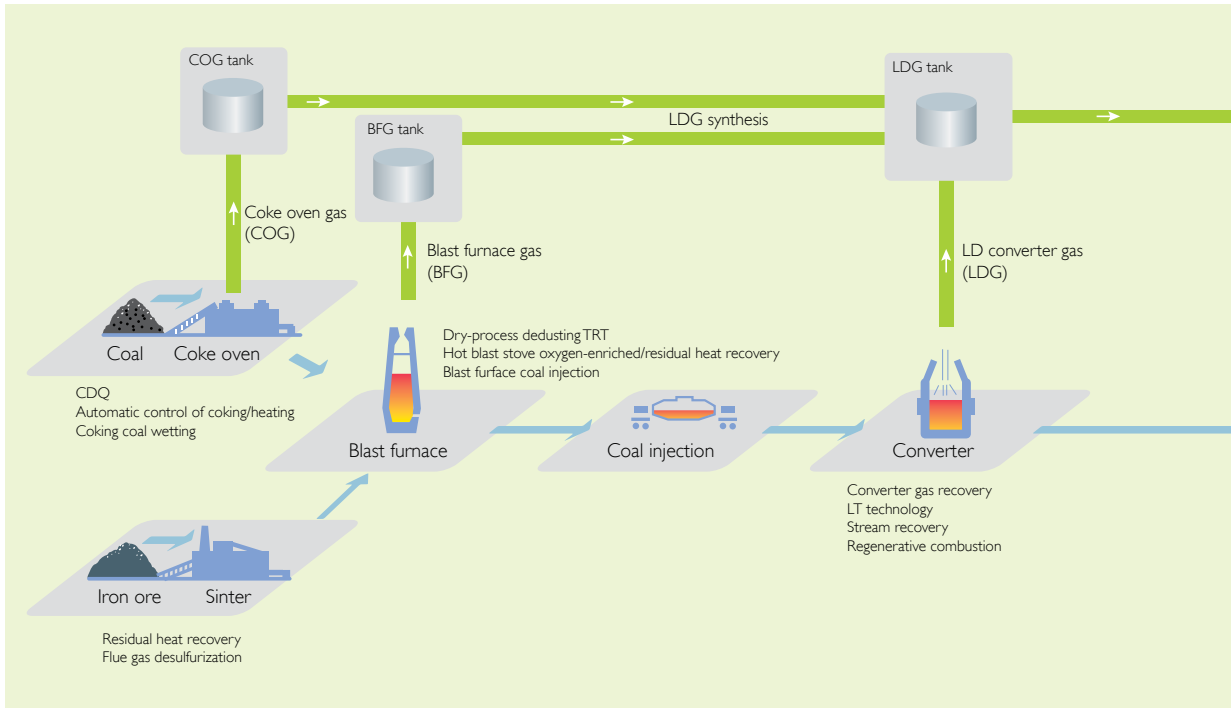 COG tank
LDG tank
BFG tank
LDG synthesis
Coke oven gas
(COG)
Blast furnace gas
(BFG)
LD converter gas
(LDG)
Coal
Coke oven
CDQ
Automatic control of coking/heating
Coking coal wetting
Dry-process dedusting TRT
Hot blast stove oxygen-enriched/residual heat recovery
Blast furface coal injection
Blast furnace
Coal injection
Converter
Converter gas recovery
LT technology
Stream recovery
Regenerative combustion
Iron ore
Sinter
Residual heat recovery
Flue gas desulfurization